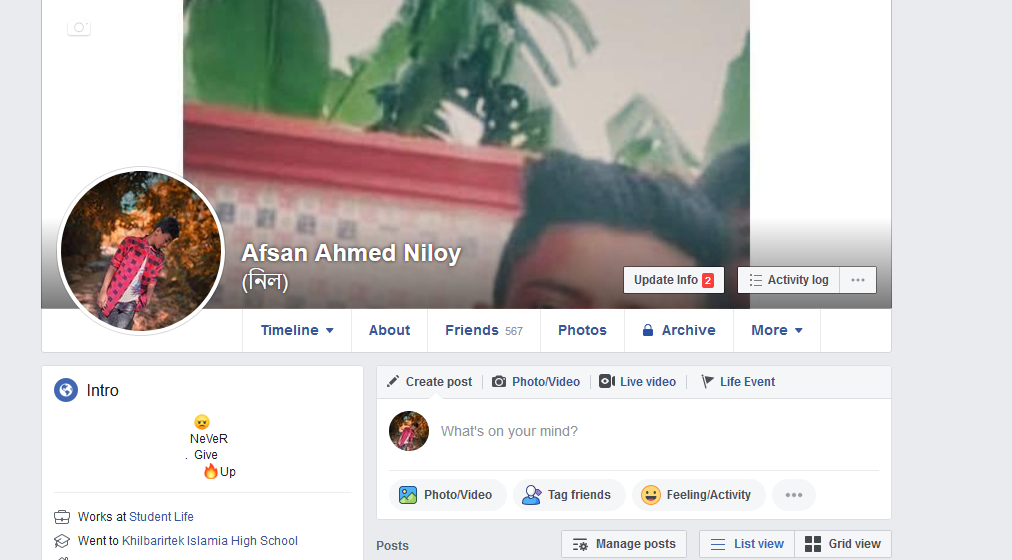 Afsan Ahmed Niloy
(নিল)
Update Info 2
Activity log
Timeline
About
Friends 567
Photos
Archive
More
Intro
NeVeR
. Give
Up
Works at Student Life
Went to Khilbarirtek Islamia High School
Create post
Photo/Video
Live video
Life Event
What's on your mind?
Photo/Video
Tag friends
Feeling/Activity
Posts
Manage posts
List view
Grid view